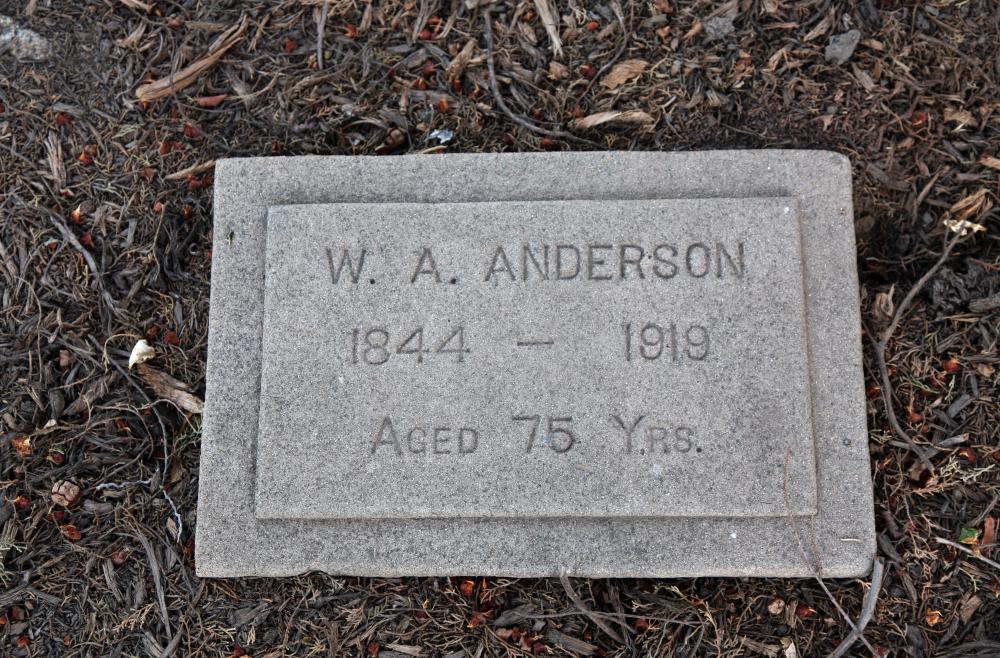 W. A. ANDERSON
1844 — 1919
AGED 75 YRS.